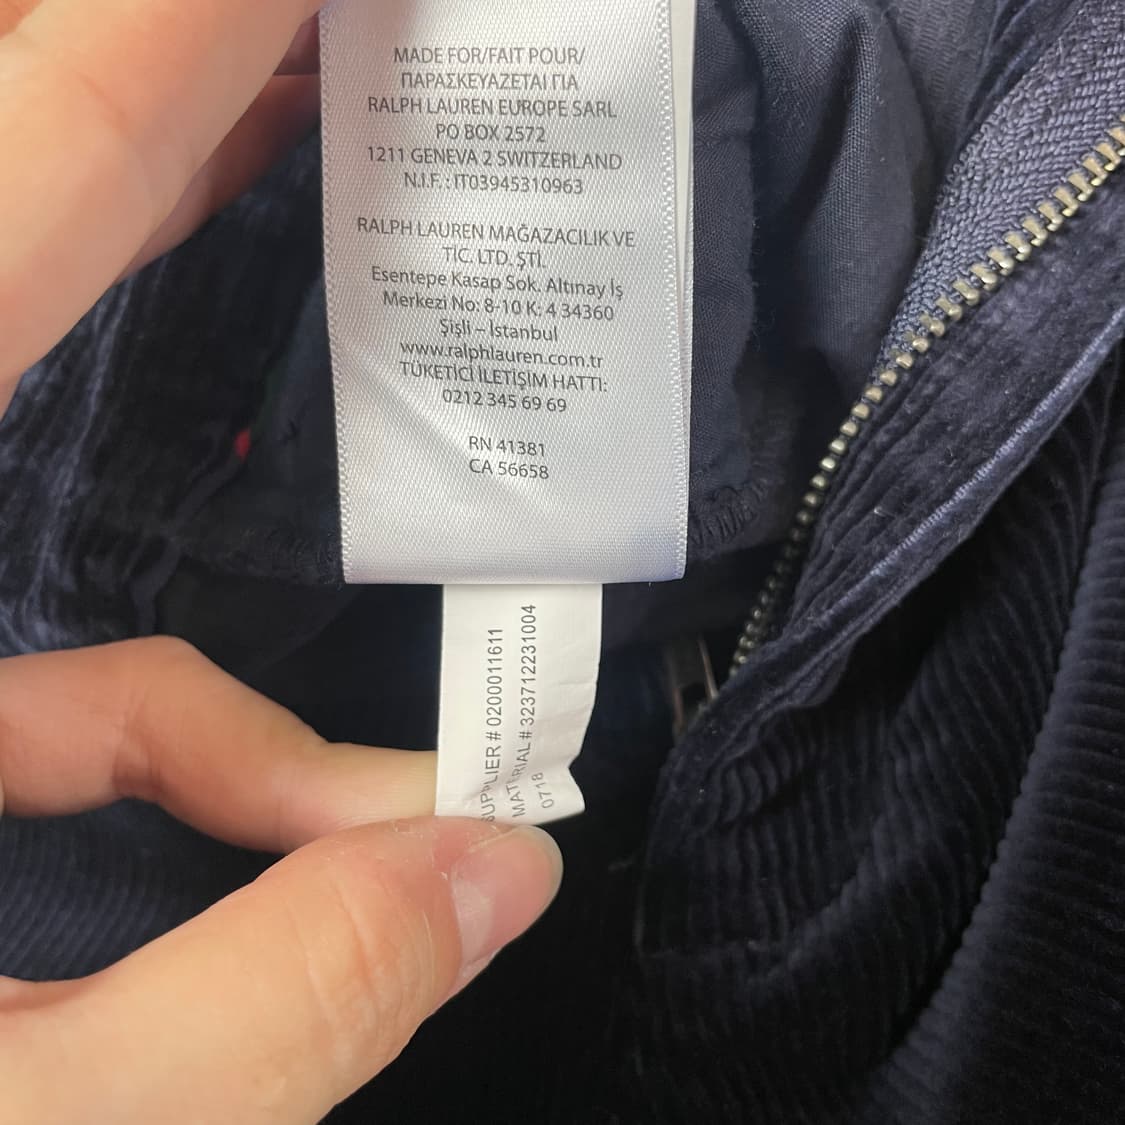 MADE FOR/FAIT POUR/
ΠΑΡΑΣΚΕΥΑΖΕΤΑΙ ΓΙΑ
RALPH LAUREN EUROPE SARL
PO BOX 2572
1211 GENEVA 2 SWITZERLAND
N.I.F. : IT03945310963
RALPH LAUREN MAĞAZACILIK VE
TİC. LTD. ŞTİ.
Esentepe Kasap Sok. Altınay İş
Merkezi No: 8-10 K: 4 34360
Şişli – İstanbul
www.ralphlauren.com.tr
TÜKETİCİ İLETİŞİM HATTI:
0212 345 69 69
RN 41381
CA 56658
SUPPLIER # 0200011611
MATERIAL # 323712231004
0718